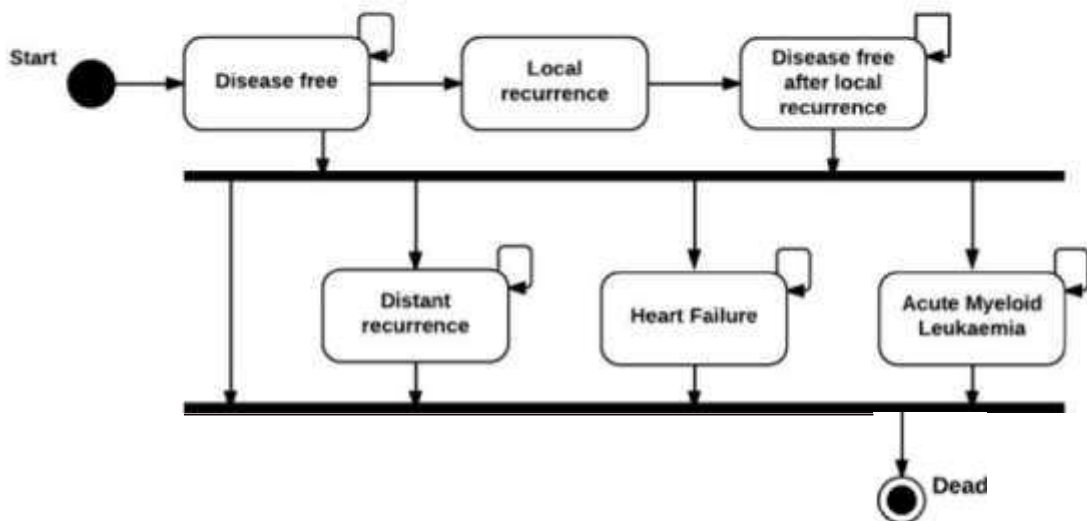 Start
Disease free
Local
recurrence
Disease free
after local
recurrence
Distant
recurrence
Heart Failure
Acute Myeloid
Leukaemia
Dead